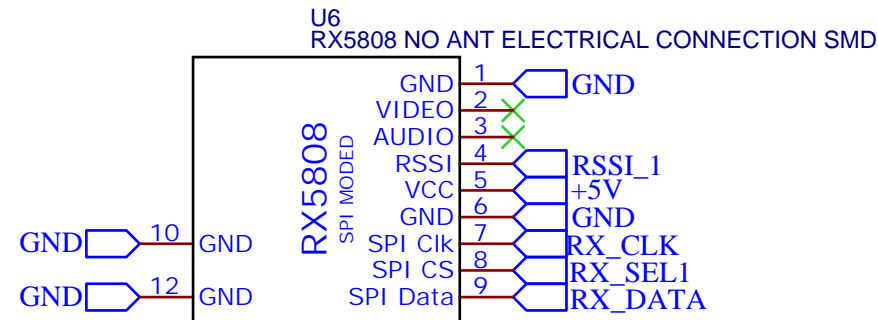 U6
RX5808 NO ANT ELECTRICAL CONNECTION SMD
GND 1 GND
VIDEO 2
AUDIO 3
RSSI 4 RSSI_1
VCC 5 +5V
GND 6 GND
SPI Clk 7 RX_CLK
SPI CS 8 RX_SEL1
SPI Data 9 RX_DATA
RX5808
SPI MODED
GND 10 GND
GND 12 GND